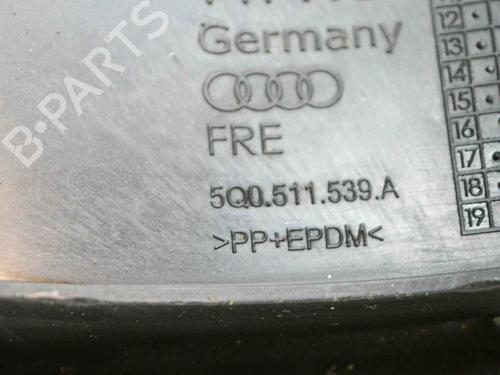 Germany
FRE
5Q0.511.539.A
>PP+EPDM<
12
13
14
15
16
17
18
19
B-PARTS